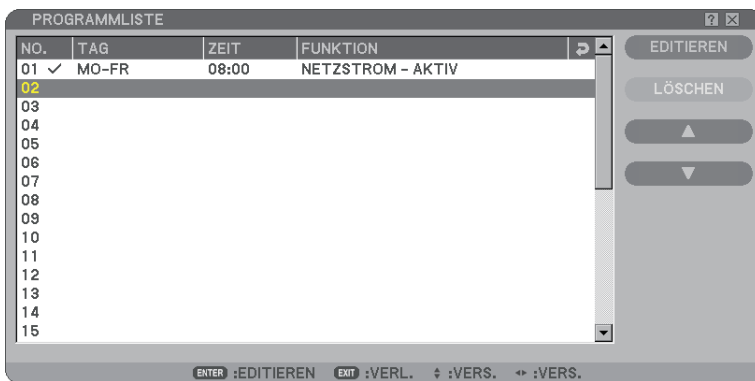 PROGRAMMLISTE
NO. TAG ZEIT FUNKTION
EDITIEREN
01 ✓ MO-FR 08:00 NETZSTROM - AKTIV
02
LÖSCHEN
03
04
05
06
07
08
09
10
11
12
13
14
15
ENTER :EDITIEREN EXIT :VERL. :VERS. :VERS.